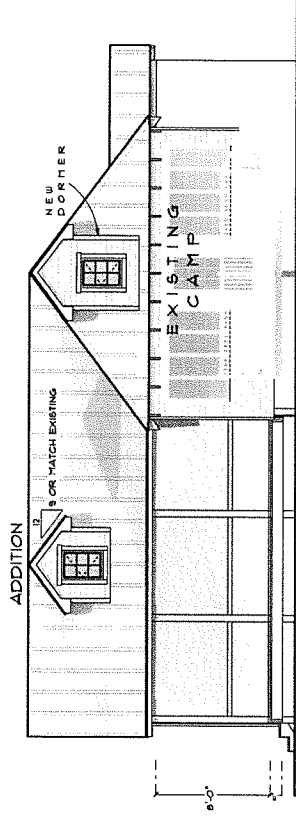 ADDITION
12
9 OR MATCH EXISTING
NEW
DORMER
EXISTING
CAMP
8'-0"